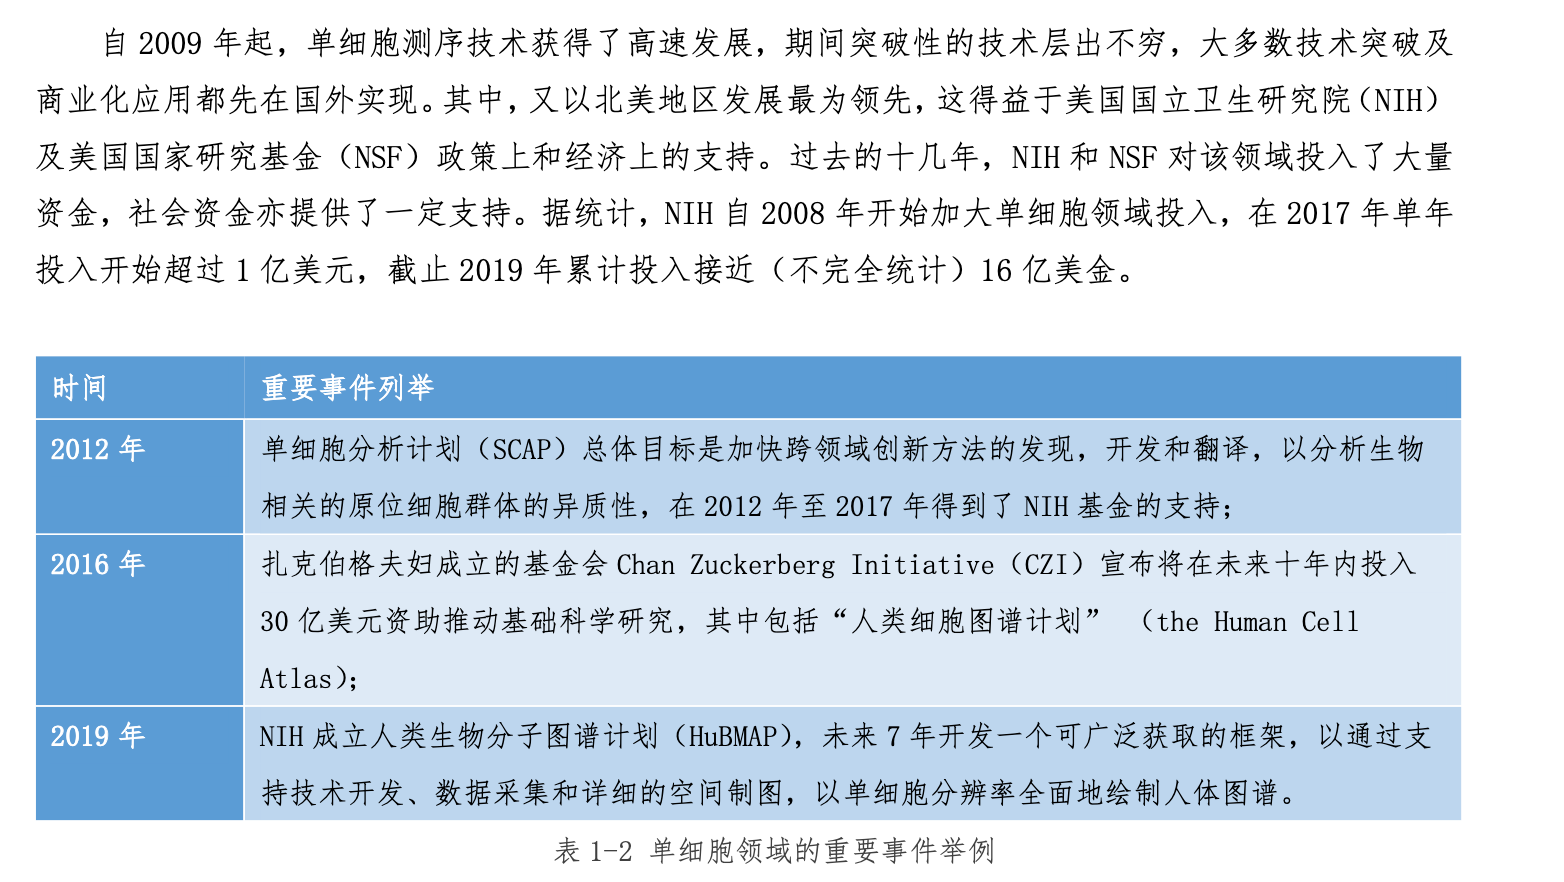 自 2009 年起，单细胞测序技术获得了高速发展，期间突破性的技术层出不穷，大多数技术突破及
商业化应用都先在国外实现。其中，又以北美地区发展最为领先，这得益于美国国立卫生研究院（NIH）
及美国国家研究基金（NSF）政策上和经济上的支持。过去的十几年，NIH 和 NSF 对该领域投入了大量
资金，社会资金亦提供了一定支持。据统计，NIH 自 2008 年开始加大单细胞领域投入，在 2017 年单年
投入开始超过 1 亿美元，截止 2019 年累计投入接近（不完全统计）16 亿美金。
时间 重要事件列举
2012 年 单细胞分析计划（SCAP）总体目标是加快跨领域创新方法的发现，开发和翻译，以分析生物
相关的原位细胞群体的异质性，在 2012 年至 2017 年得到了 NIH 基金的支持；
2016 年 扎克伯格夫妇成立的基金会 Chan Zuckerberg Initiative（CZI）宣布将在未来十年内投入
30 亿美元资助推动基础科学研究，其中包括“人类细胞图谱计划” （the Human Cell
Atlas）；
2019 年 NIH 成立人类生物分子图谱计划（HuBMAP），未来 7 年开发一个可广泛获取的框架，以通过支
持技术开发、数据采集和详细的空间制图，以单细胞分辨率全面地绘制人体图谱。
表 1-2 单细胞领域的重要事件举例